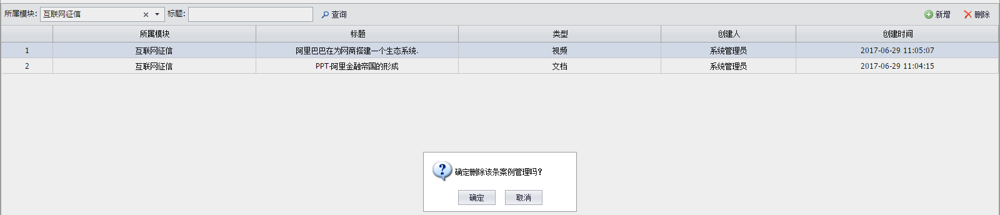 所属模块: 互联网征信 标题: 查询 新增 删除
所属模块 标题 类型 创建人 创建时间
1 互联网征信 阿里巴巴在为网商搭建一个生态系统. 视频 系统管理员 2017-06-29 11:05:07
2 互联网征信 PPT-阿里金融帝国的形成 文档 系统管理员 2017-06-29 11:04:15
确定删除该条案例管理吗?
确定 取消